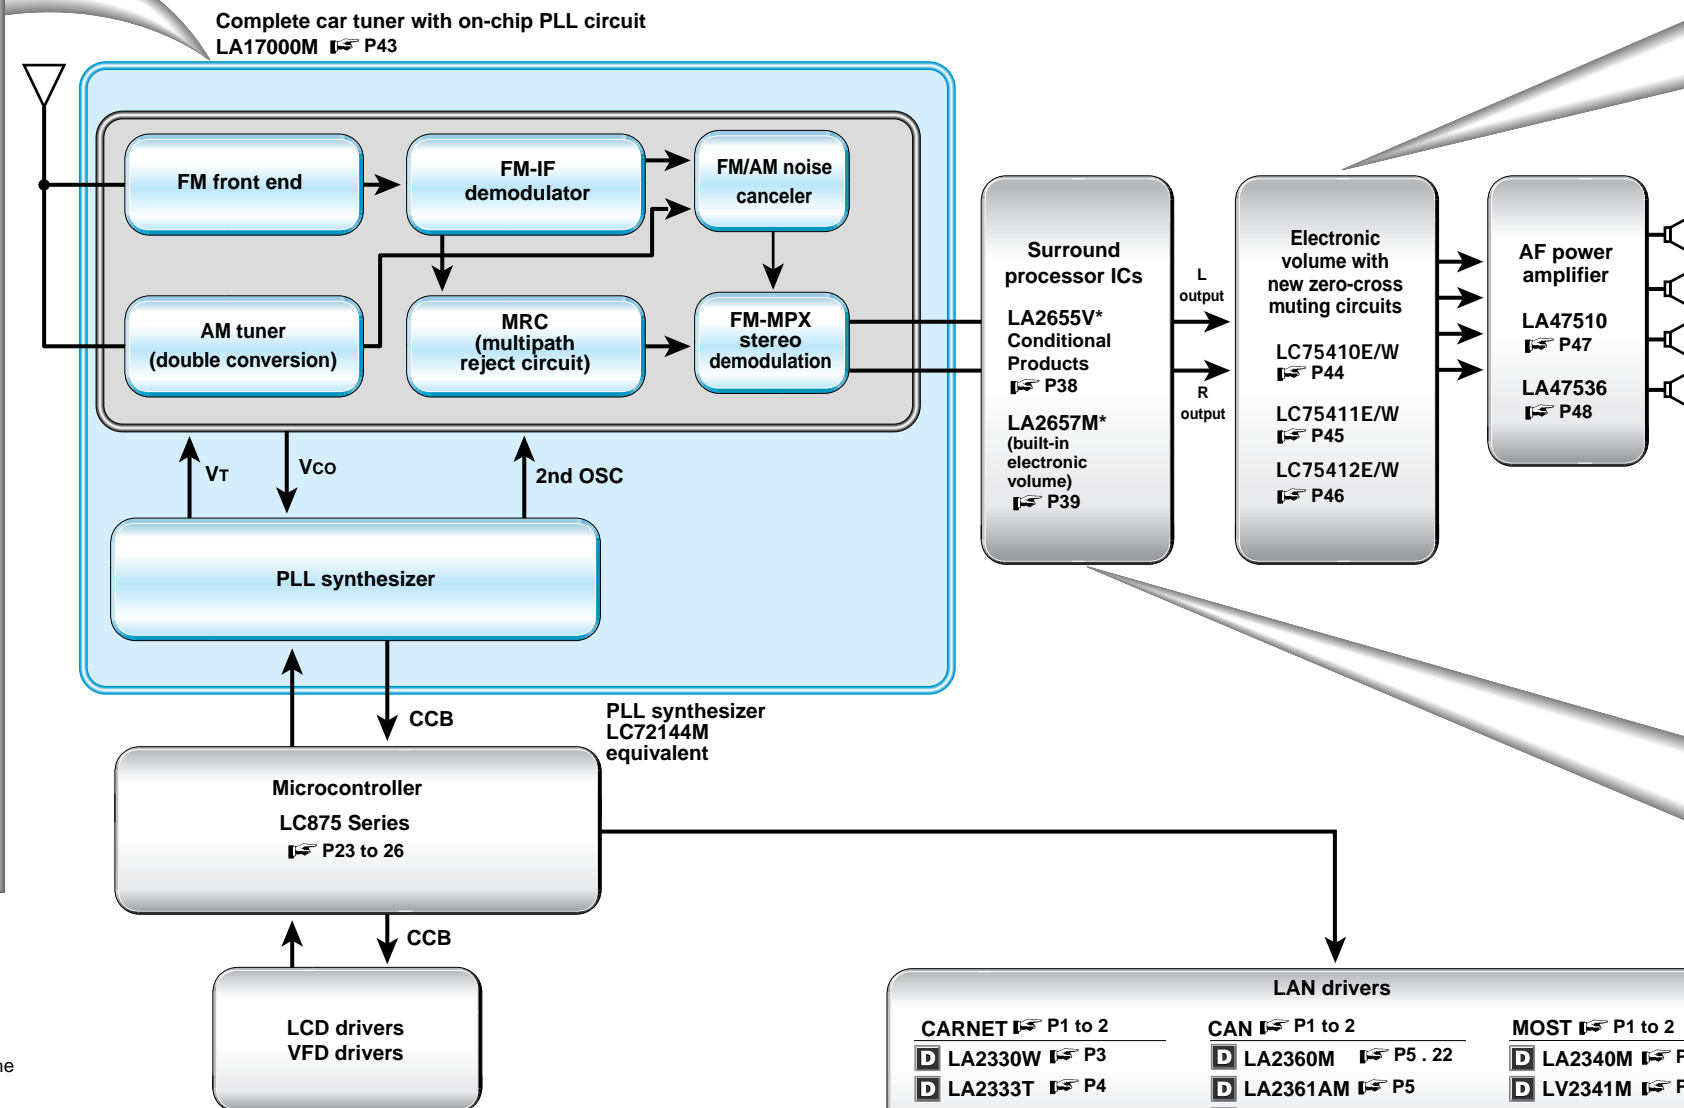 Complete car tuner with on-chip PLL circuit
LA17000M P43
FM front end
FM-IF
demodulator
FM/AM noise
canceler
AM tuner
(double conversion)
MRC
(multipath
reject circuit)
FM-MPX
stereo
demodulation
VT
VCO
2nd OSC
PLL synthesizer
CCB
PLL synthesizer
LC72144M
equivalent
Surround
processor ICs
LA2655V*
Conditional
Products
P38
LA2657M*
(built-in
electronic
volume)
P39
L
output
R
output
Electronic
volume with
new zero-cross
muting circuits
LC75410E/W
P44
LC75411E/W
P45
LC75412E/W
P46
AF power
amplifier
LA47510
P47
LA47536
P48
Microcontroller
LC875 Series
P23 to 26
CCB
LCD drivers
VFD drivers
LAN drivers
CARNET P1 to 2
D LA2330W P3
D LA2333T P4
CAN P1 to 2
D LA2360M P5 . 22
D LA2361AM P5
MOST P1 to 2
D LA2340M P
D LV2341M P